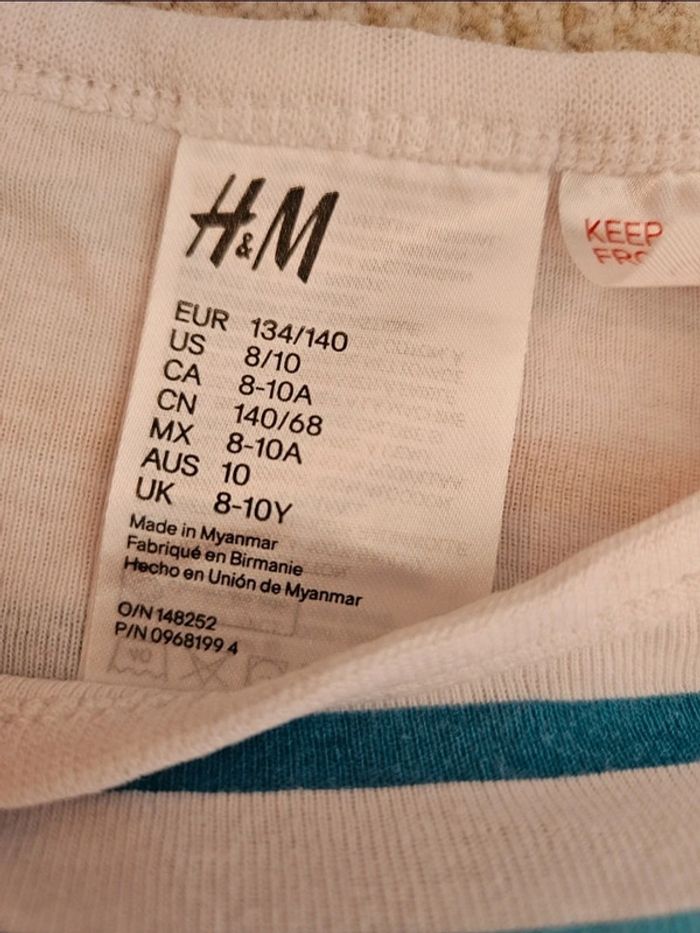 H&M
EUR 134/140
US 8/10
CA 8-10A
CN 140/68
MX 8-10A
AUS 10
UK 8-10Y
Made in Myanmar
Fabriqué en Birmanie
Hecho en Unión de Myanmar
O/N 148252
P/N 0968199 4
KEEP